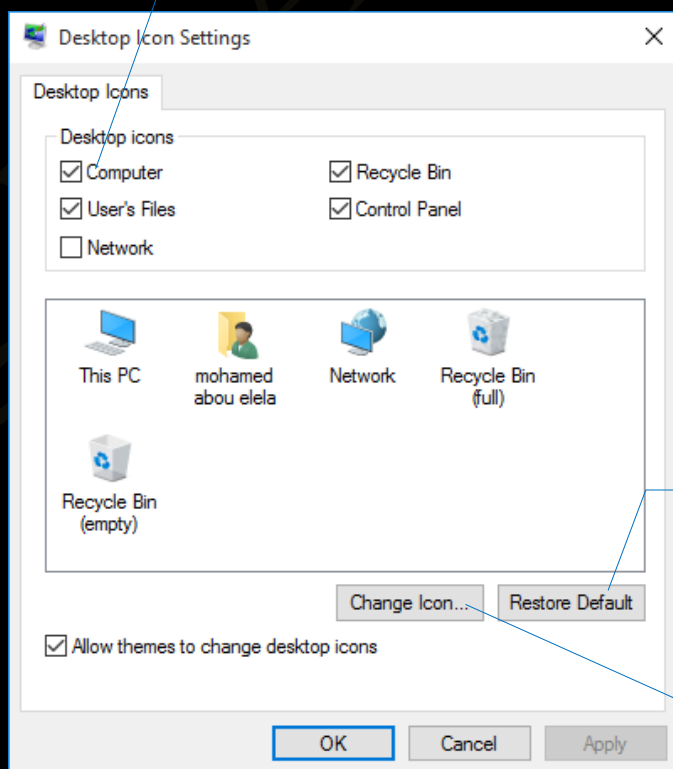 Desktop Icon Settings
Desktop Icons
Desktop icons
Computer
Recycle Bin
User's Files
Control Panel
Network
This PC
mohamed
abou elela
Network
Recycle Bin
(full)
Recycle Bin
(empty)
Change Icon...
Restore Default
Allow themes to change desktop icons
OK
Cancel
Apply